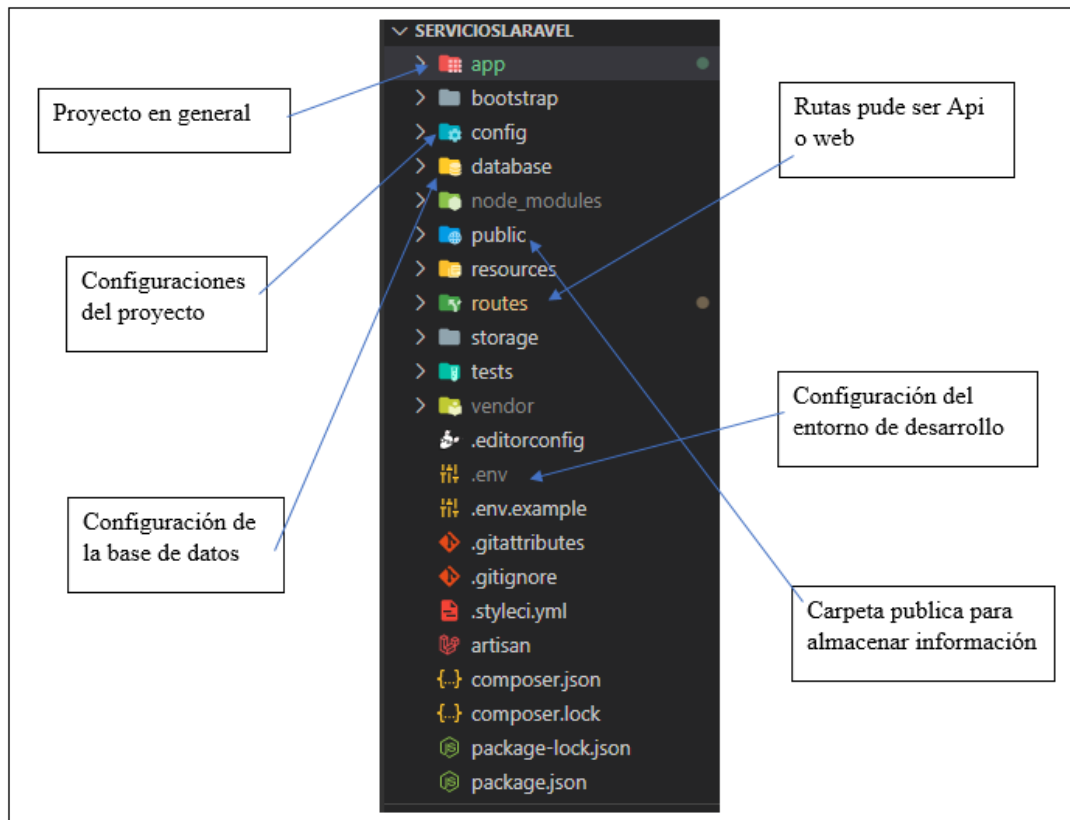 SERVICIOSLARAVEL
app
bootstrap
config
database
node_modules
public
resources
routes
storage
tests
vendor
.editorconfig
.env
.env.example
.gitattributes
.gitignore
.styleci.yml
artisan
composer.json
composer.lock
package-lock.json
package.json
Proyecto en general
Configuraciones
del proyecto
Configuración de
la base de datos
Rutas pude ser Api
o web
Configuración del
entorno de desarrollo
Carpeta publica para
almacenar información